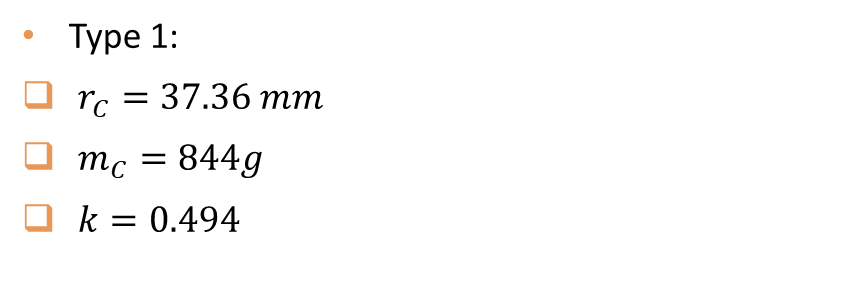 • Type 1:
❑ r_C = 37.36 mm
❑ m_C = 844g
❑ k = 0.494